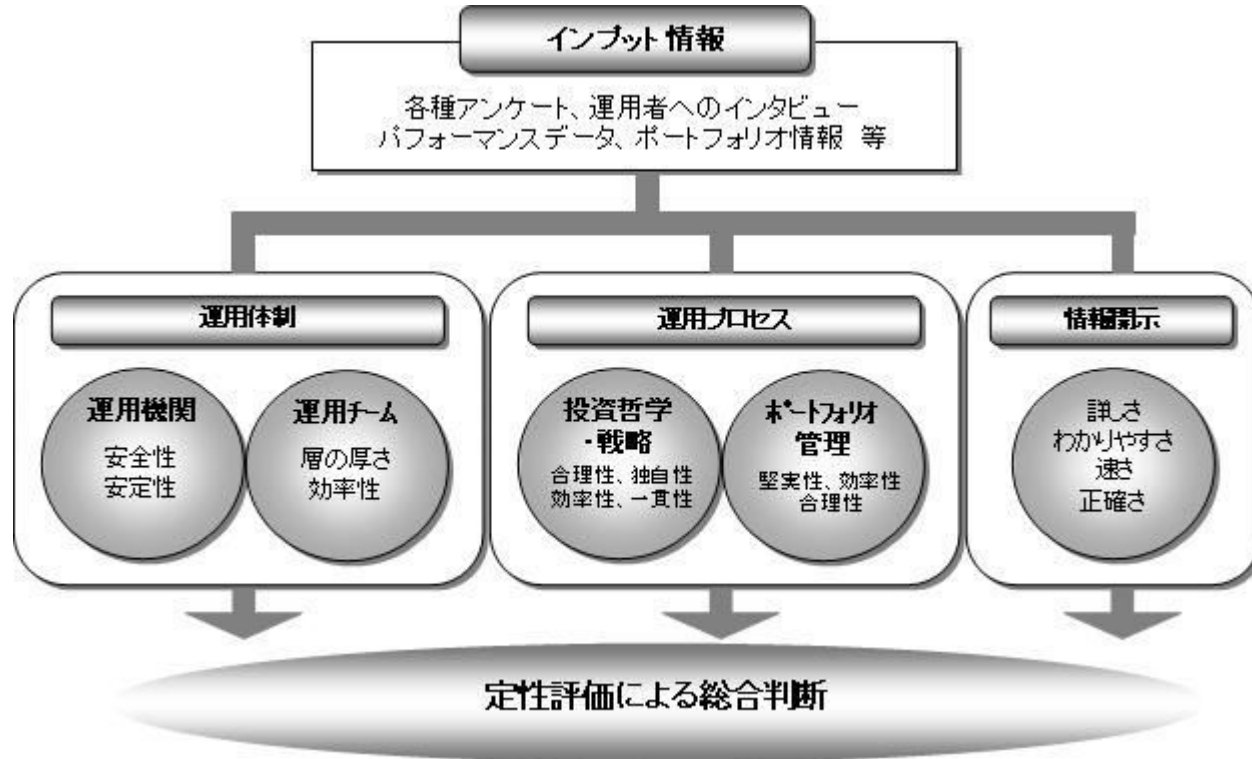 インプット情報
各種アンケート、運用者へのインタビュー
パフォーマンスデータ、ポートフォリオ情報 等
運用体制
運用機関
安全性
安定性
運用チーム
層の厚さ
効率性
運用プロセス
投資哲学
・戦略
合理性、独自性
効率性、一貫性
ポートフォリオ
管理
堅実性、効率性
合理性
情報開示
詳しさ
わかりやすさ
速さ
正確さ
定性評価による総合判断